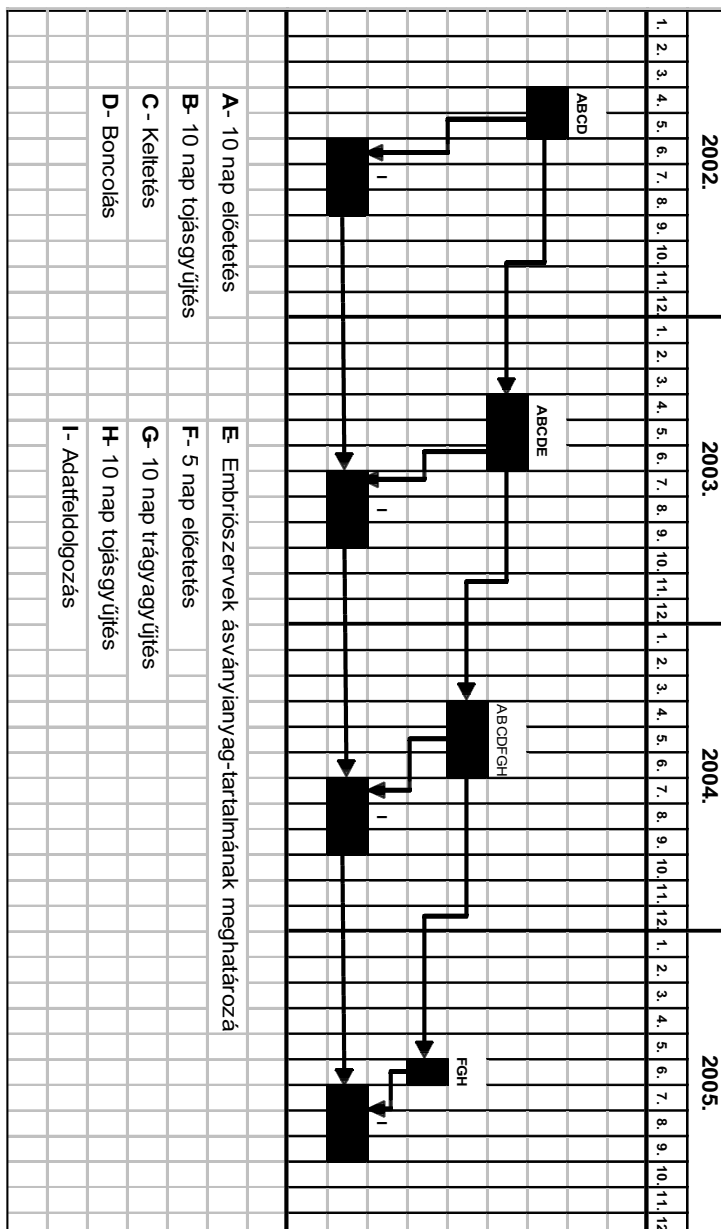 2002. 2003. 2004. 2005.
1. 2. 3. 4. 5. 6. 7. 8. 9. 10. 11. 12. 1. 2. 3. 4. 5. 6. 7. 8. 9. 10. 11. 12. 1. 2. 3. 4. 5. 6. 7. 8. 9. 10. 11. 12. 1. 2. 3. 4. 5. 6. 7. 8. 9. 10. 11. 12
ABCD
ABCDE
ABCDFGH
FGH
I I I I
A- 10 nap előetetés
B- 10 nap tojásgyűjtés
C- Keltetés
D- Boncolás
E- Embriószervek ásványianyag-tartalmának meghatározá
F- 5 nap előetetés
G- 10 nap trágyagyűjtés
H- 10 nap tojásgyűjtés
I- Adatfeldolgozás